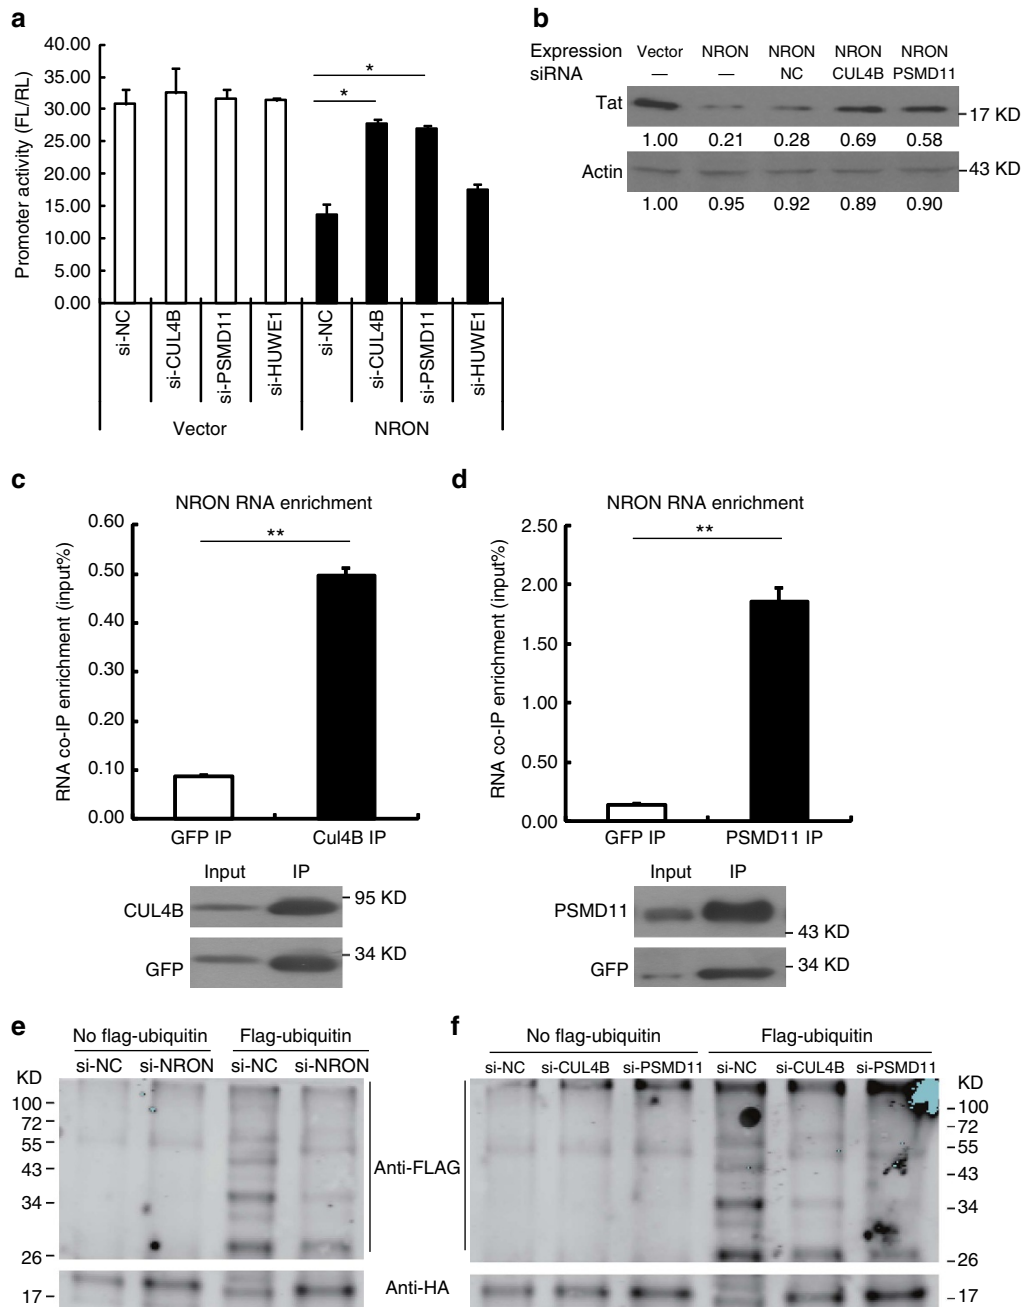 a
Promoter activity (FL/RL)
40.00
35.00
30.00
25.00
20.00
15.00
10.00
5.00
0.00
*
*
si-NC
si-CUL4B
si-PSMD11
si-HUWE1
si-NC
si-CUL4B
si-PSMD11
si-HUWE1
Vector
NRON
b
Expression Vector NRON NRON NRON NRON
siRNA — — NC CUL4B PSMD11
Tat
17 KD
1.00 0.21 0.28 0.69 0.58
Actin
43 KD
1.00 0.95 0.92 0.89 0.90
c
NRON RNA enrichment
RNA co-IP enrichment (input%)
0.60
0.50
0.40
0.30
0.20
0.10
0.00
**
GFP IP Cul4B IP
Input IP
CUL4B
95 KD
GFP
34 KD
d
NRON RNA enrichment
RNA co-IP enrichment (input%)
2.50
2.00
1.50
1.00
0.50
0.00
**
GFP IP PSMD11 IP
Input IP
PSMD11
43 KD
GFP
34 KD
e
No flag-ubiquitin Flag-ubiquitin
si-NC si-NRON si-NC si-NRON
KD
100
72
55
43
34
26
17
Anti-FLAG
Anti-HA
f
No flag-ubiquitin Flag-ubiquitin
si-NC si-CUL4B si-PSMD11 si-NC si-CUL4B si-PSMD11
KD
100
72
55
43
34
26
17